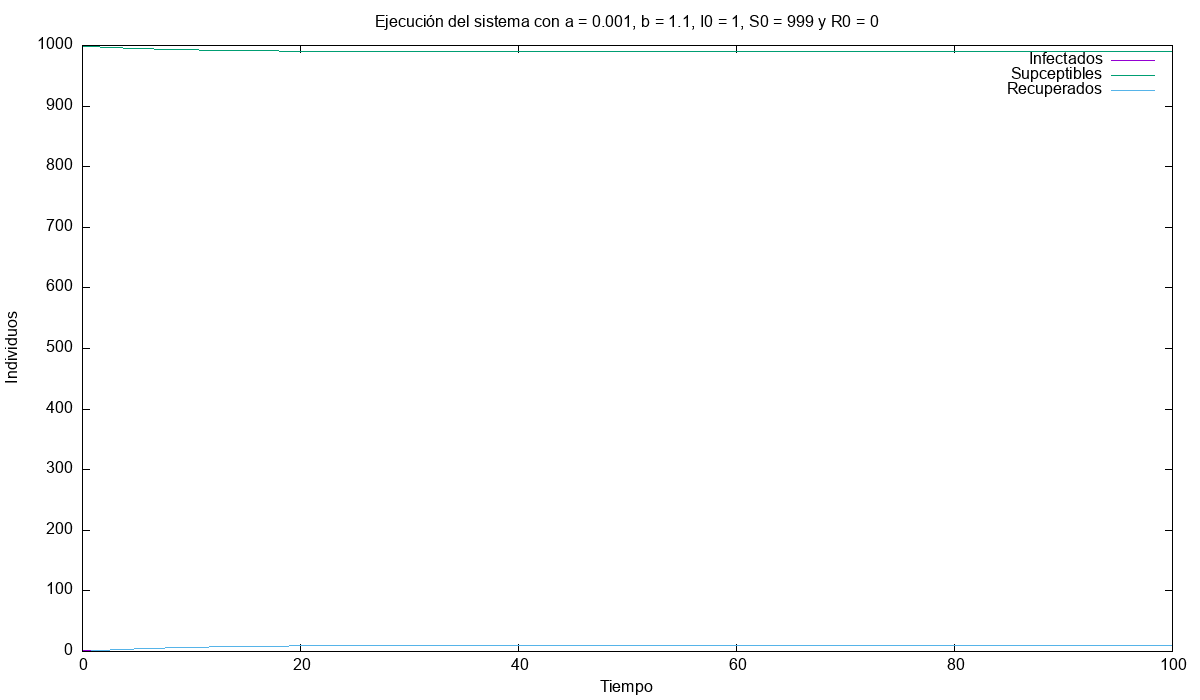 Ejecución del sistema con a = 0.001, b = 1.1, I0 = 1, S0 = 999 y R0 = 0
Infectados
Supceptibles
Recuperados
1000
900
800
700
600
500
400
300
200
100
0
Individuos
0
20
40
60
80
100
Tiempo